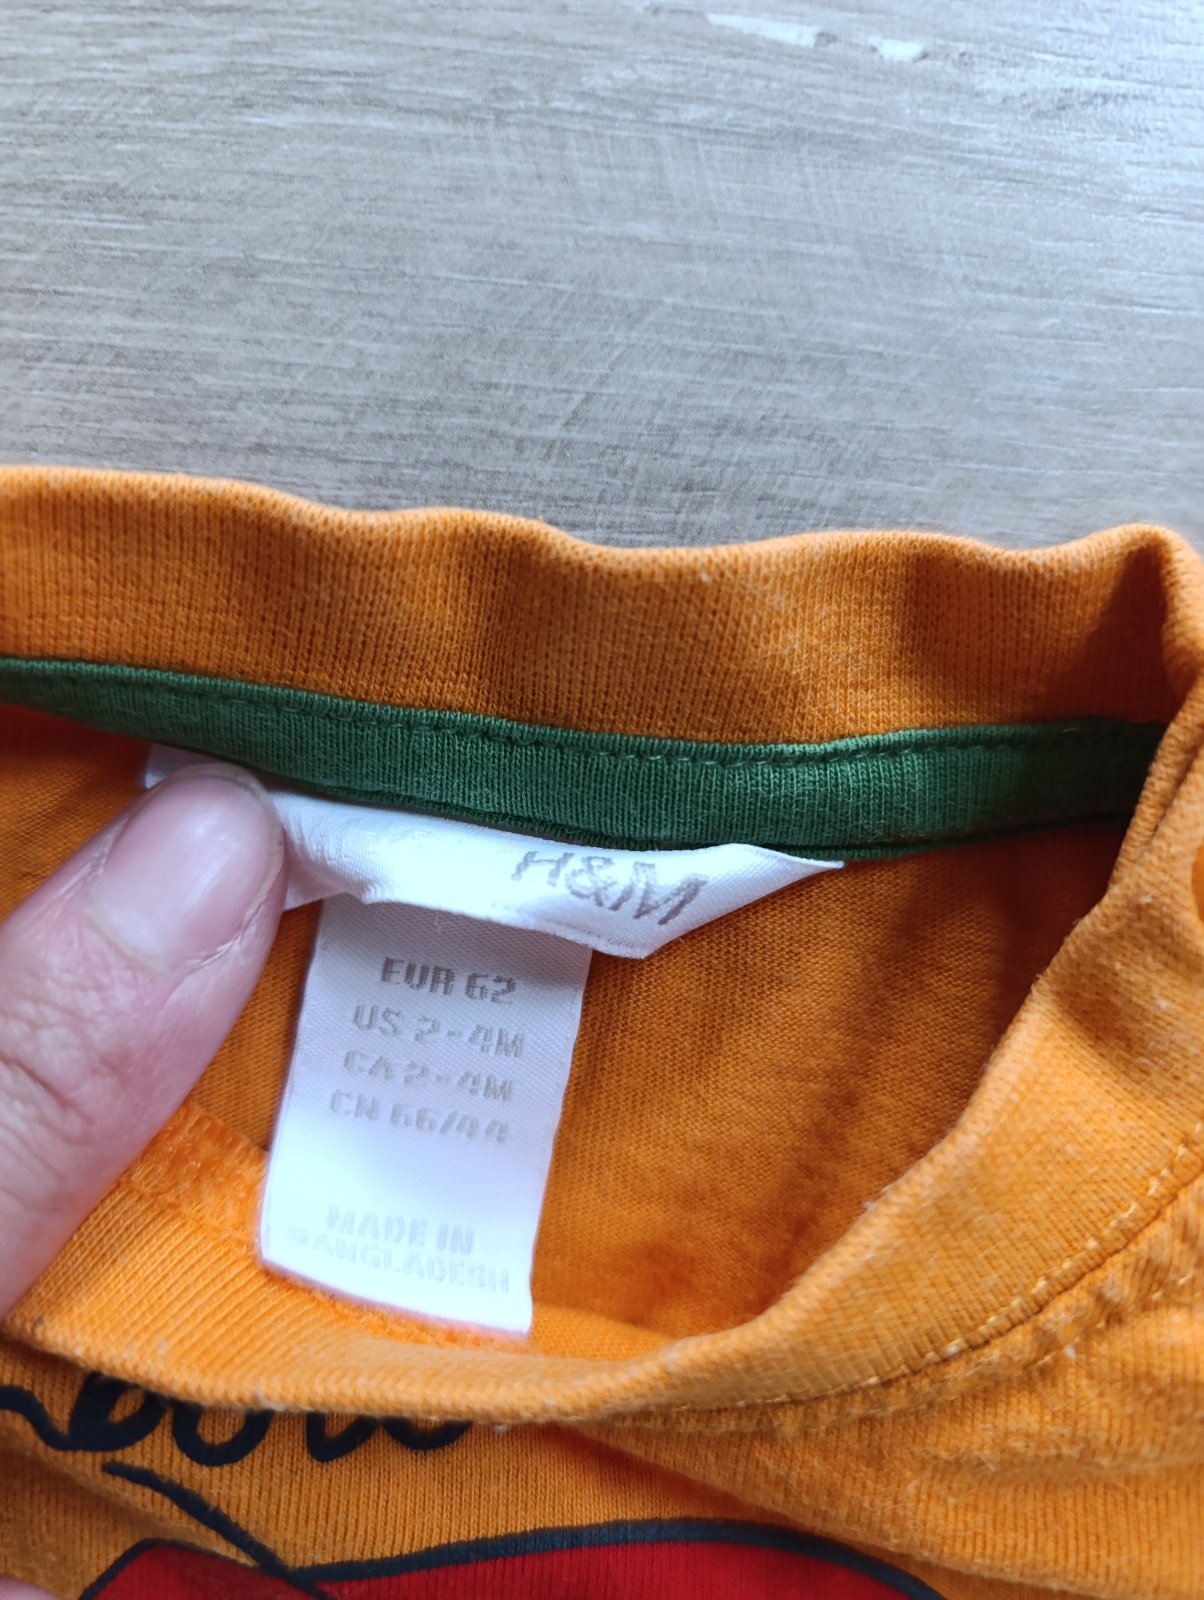 H&M
EUR 62
US 2-4M
CA 2-4M
CN 66/44
MADE IN
BANGLADESH